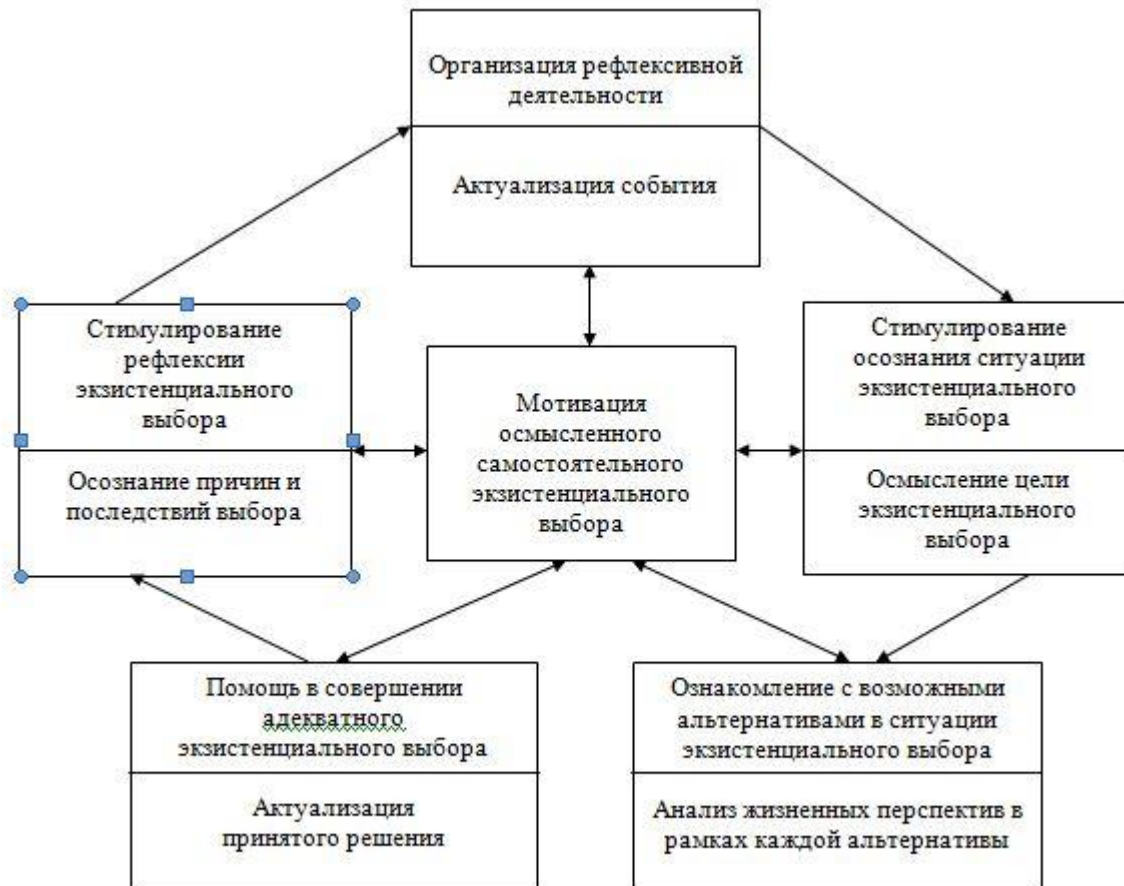 Организация рефлексивной
деятельности
Актуализация события
Стимулирование
рефлексии
экзистенциального
выбора
Осознание причин и
последствий выбора
Мотивация
осмысленного
самостоятельного
экзистенциального
выбора
Стимулирование
осознания ситуации
экзистенциального
выбора
Осмысление цели
экзистенциального
выбора
Помощь в совершении
адекватного
экзистенциального выбора
Актуализация
принятого решения
Ознакомление с возможными
альтернативами в ситуации
экзистенциального выбора
Анализ жизненных перспектив в
рамках каждой альтернативы